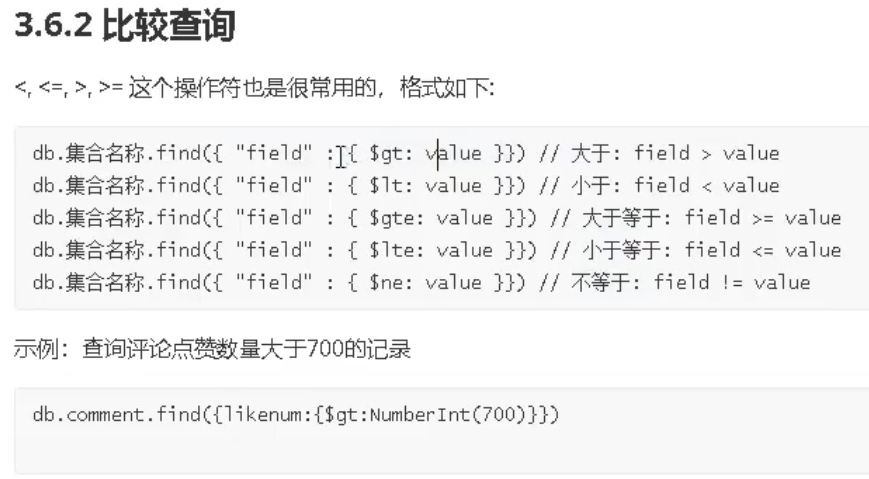 3.6.2 比较查询
<, <=, >, >= 这个操作符也是很常用的，格式如下:
db.集合名称.find({ "field" : { $gt: value }}) // 大于: field > value
db.集合名称.find({ "field" : { $lt: value }}) // 小于: field < value
db.集合名称.find({ "field" : { $gte: value }}) // 大于等于: field >= value
db.集合名称.find({ "field" : { $lte: value }}) // 小于等于: field <= value
db.集合名称.find({ "field" : { $ne: value }}) // 不等于: field != value
示例：查询评论点赞数量大于700的记录
db.comment.find({likenum:{$gt:NumberInt(700)}})